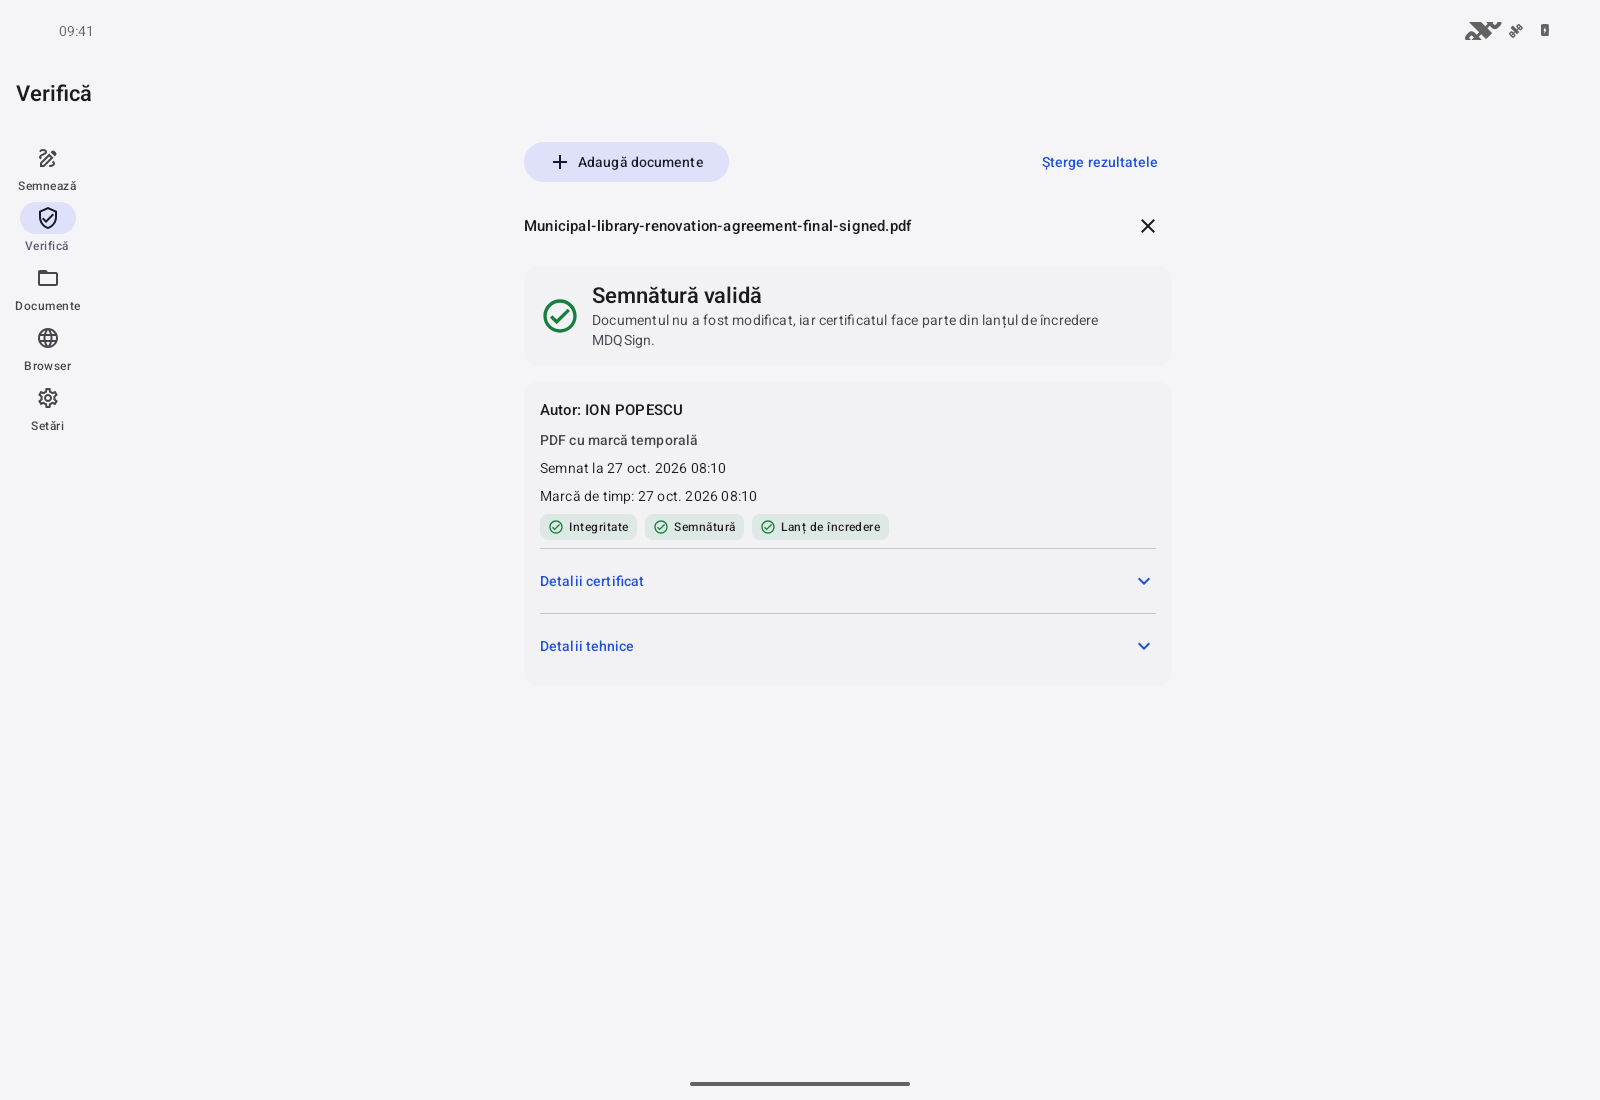 09:41
Verifică
Semnează
Verifică
Documente
Browser
Setări
Adaugă documente
Șterge rezultatele
Municipal-library-renovation-agreement-final-signed.pdf
Semnătură validă
Documentul nu a fost modificat, iar certificatul face parte din lanțul de încredere
MDQSign.
Autor: ION POPESCU
PDF cu marcă temporală
Semnat la 27 oct. 2026 08:10
Marcă de timp: 27 oct. 2026 08:10
Integritate
Semnătură
Lanț de încredere
Detalii certificat
Detalii tehnice